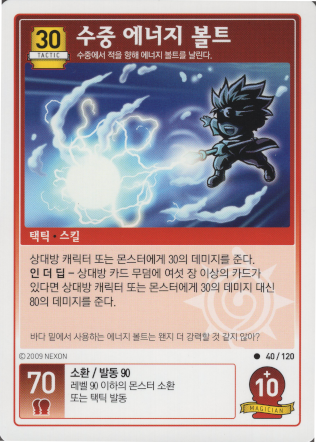 30
TACTIC
수중 에너지 볼트
수중에서 적을 향해 에너지 볼트를 날린다.
택틱 · 스킬
상대방 캐릭터 또는 몬스터에게 30의 데미지를 준다.
인 더 딥 – 상대방 카드 무덤에 여섯 장 이상의 카드가
있다면 상대방 캐릭터 또는 몬스터에게 30의 데미지 대신
80의 데미지를 준다.
바다 밑에서 사용하는 에너지 볼트는 왠지 더 강력할 것 같지 않아?
© 2009 NEXON
● 40 / 120
70
소환 / 발동 90
레벨 90 이하의 몬스터 소환
또는 택틱 발동
+
10
MAGICIAN